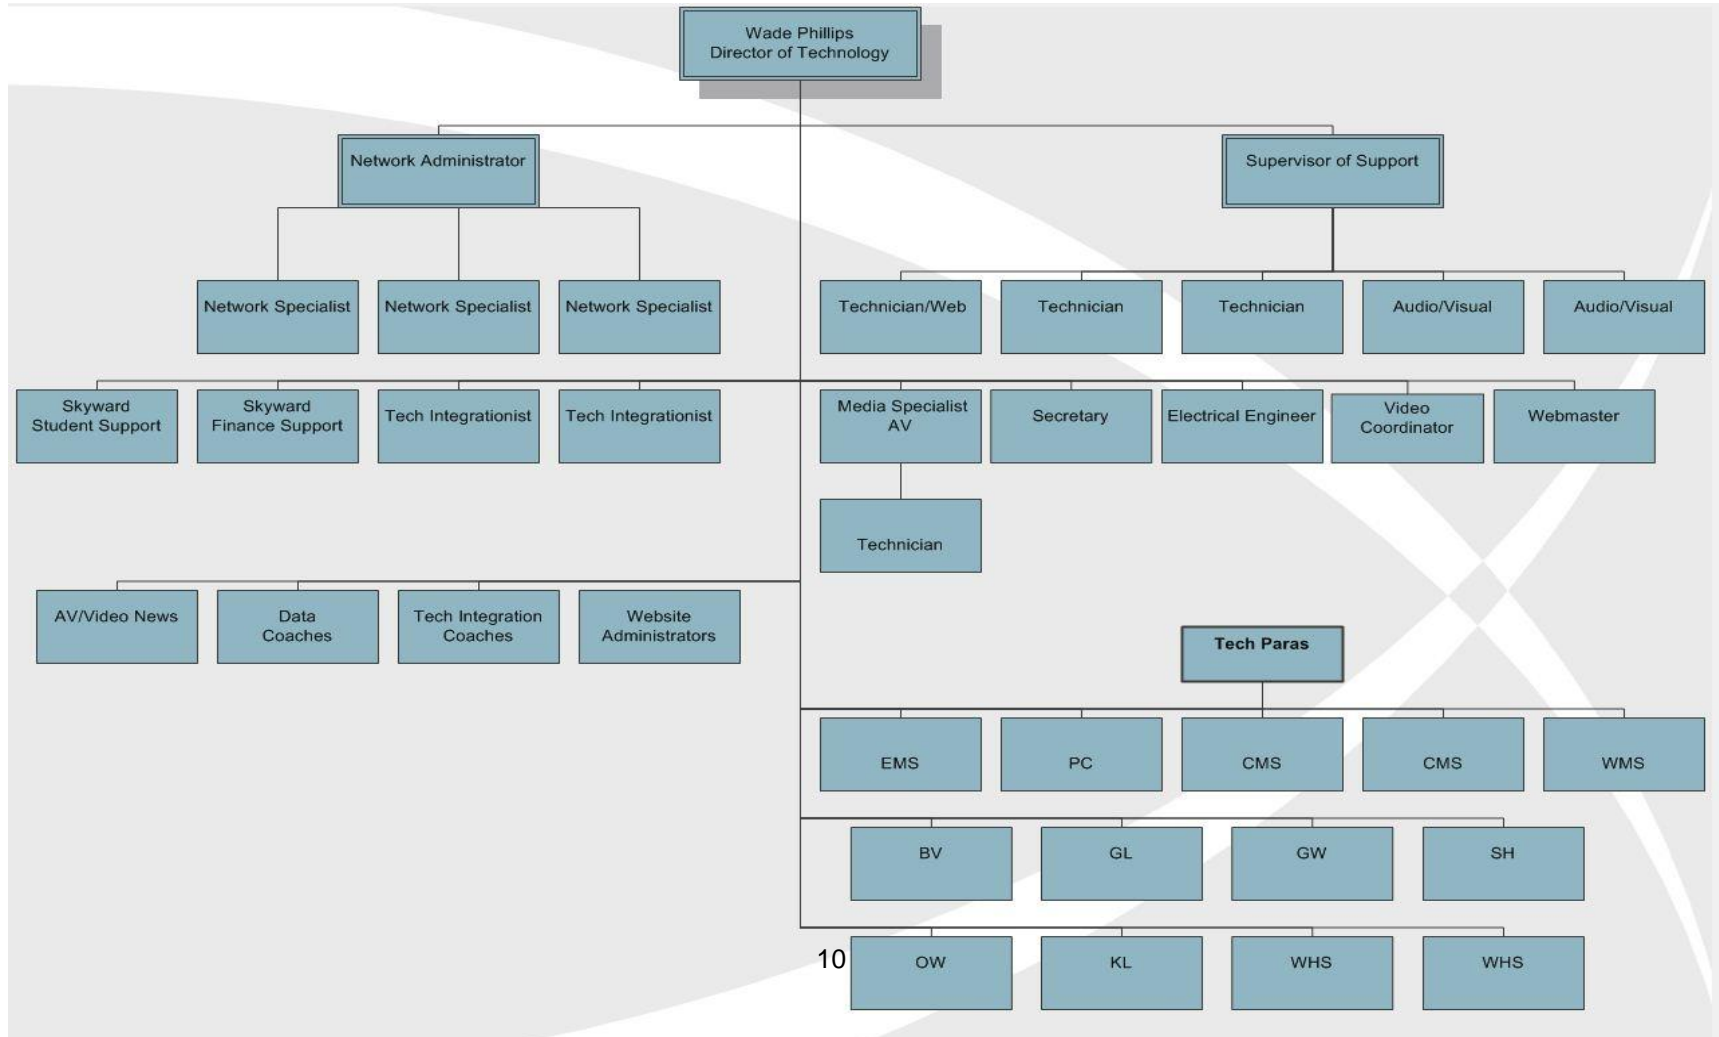 Wade Phillips
Director of Technology
Network Administrator
Supervisor of Support
Network Specialist
Network Specialist
Network Specialist
Technician/Web
Technician
Technician
Audio/Visual
Audio/Visual
Skyward
Student Support
Skyward
Finance Support
Tech Integrationist
Tech Integrationist
Media Specialist
AV
Secretary
Electrical Engineer
Video
Coordinator
Webmaster
Technician
AV/Video News
Data
Coaches
Tech Integration
Coaches
Website
Administrators
Tech Paras
EMS
PC
CMS
CMS
WMS
BV
GL
GW
SH
10
OW
KL
WHS
WHS